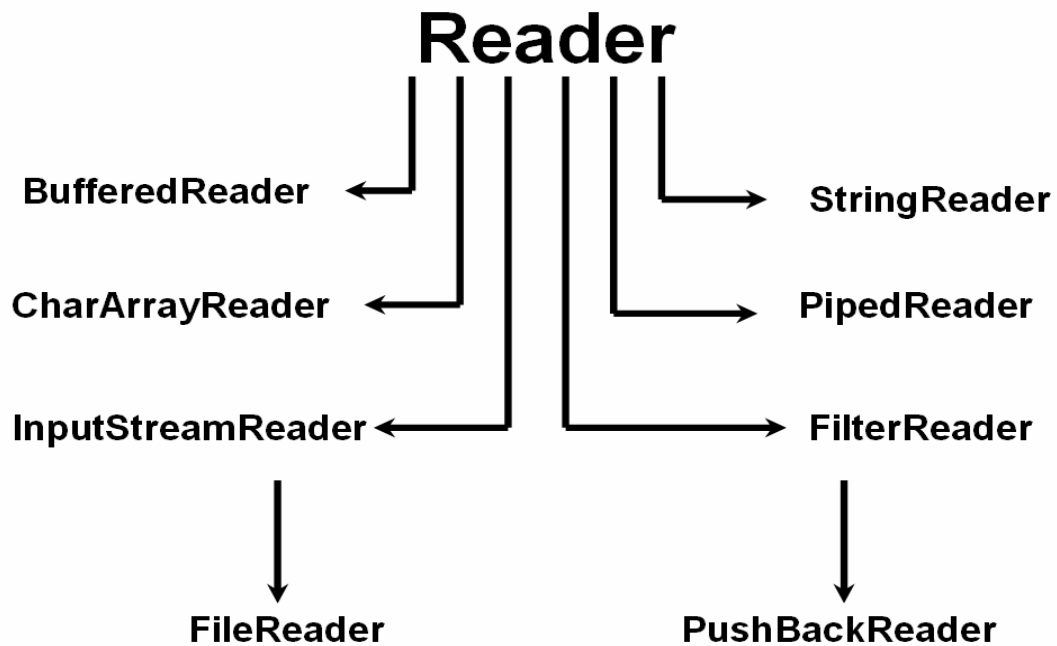 Reader
BufferedReader
StringReader
CharArrayReader
PipedReader
InputStreamReader
FilterReader
FileReader
PushBackReader